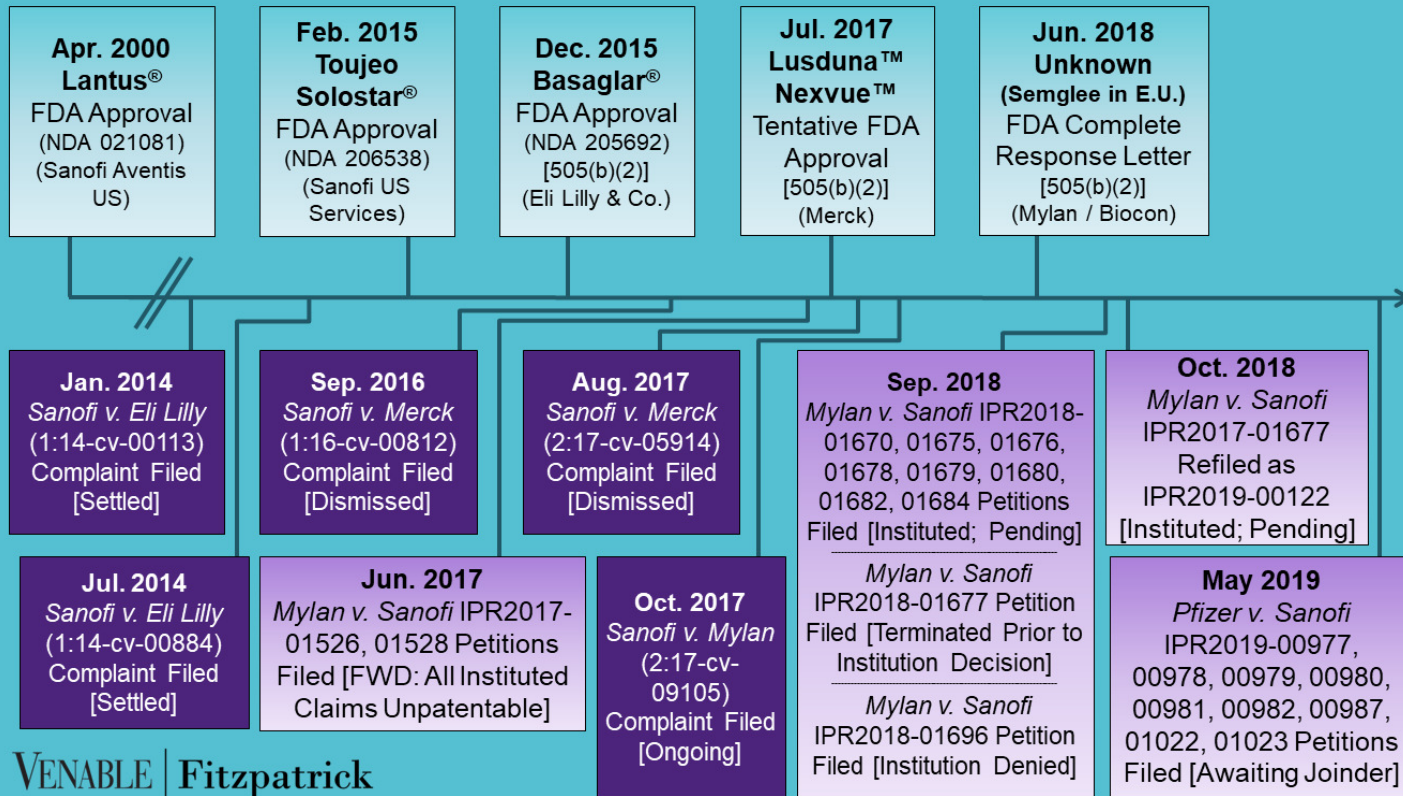 Apr. 2000
Lantus®
FDA Approval
(NDA 021081)
(Sanofi Aventis
US)
Feb. 2015
Toujeo
Solostar®
FDA Approval
(NDA 206538)
(Sanofi US
Services)
Dec. 2015
Basaglar®
FDA Approval
(NDA 205692)
[505(b)(2)]
(Eli Lilly & Co.)
Jul. 2017
Lusduna™
Nexvue™
Tentative FDA
Approval
[505(b)(2)]
(Merck)
Jun. 2018
Unknown
(Semglee in E.U.)
FDA Complete
Response Letter
[505(b)(2)]
(Mylan / Biocon)
Jan. 2014
Sanofi v. Eli Lilly
(1:14-cv-00113)
Complaint Filed
[Settled]
Sep. 2016
Sanofi v. Merck
(1:16-cv-00812)
Complaint Filed
[Dismissed]
Aug. 2017
Sanofi v. Merck
(2:17-cv-05914)
Complaint Filed
[Dismissed]
Sep. 2018
Mylan v. Sanofi IPR2018-
01670, 01675, 01676,
01678, 01679, 01680,
01682, 01684 Petitions
Filed [Instituted; Pending]
Mylan v. Sanofi
IPR2018-01677 Petition
Filed [Terminated Prior to
Institution Decision]
Mylan v. Sanofi
IPR2018-01696 Petition
Filed [Institution Denied]
Oct. 2018
Mylan v. Sanofi
IPR2017-01677
Refiled as
IPR2019-00122
[Instituted; Pending]
Jul. 2014
Sanofi v. Eli Lilly
(1:14-cv-00884)
Complaint Filed
[Settled]
Jun. 2017
Mylan v. Sanofi IPR2017-
01526, 01528 Petitions
Filed [FWD: All Instituted
Claims Unpatentable]
Oct. 2017
Sanofi v. Mylan
(2:17-cv-
09105)
Complaint Filed
[Ongoing]
May 2019
Pfizer v. Sanofi
IPR2019-00977,
00978, 00979, 00980,
00981, 00982, 00987,
01022, 01023 Petitions
Filed [Awaiting Joinder]
VENABLE | Fitzpatrick